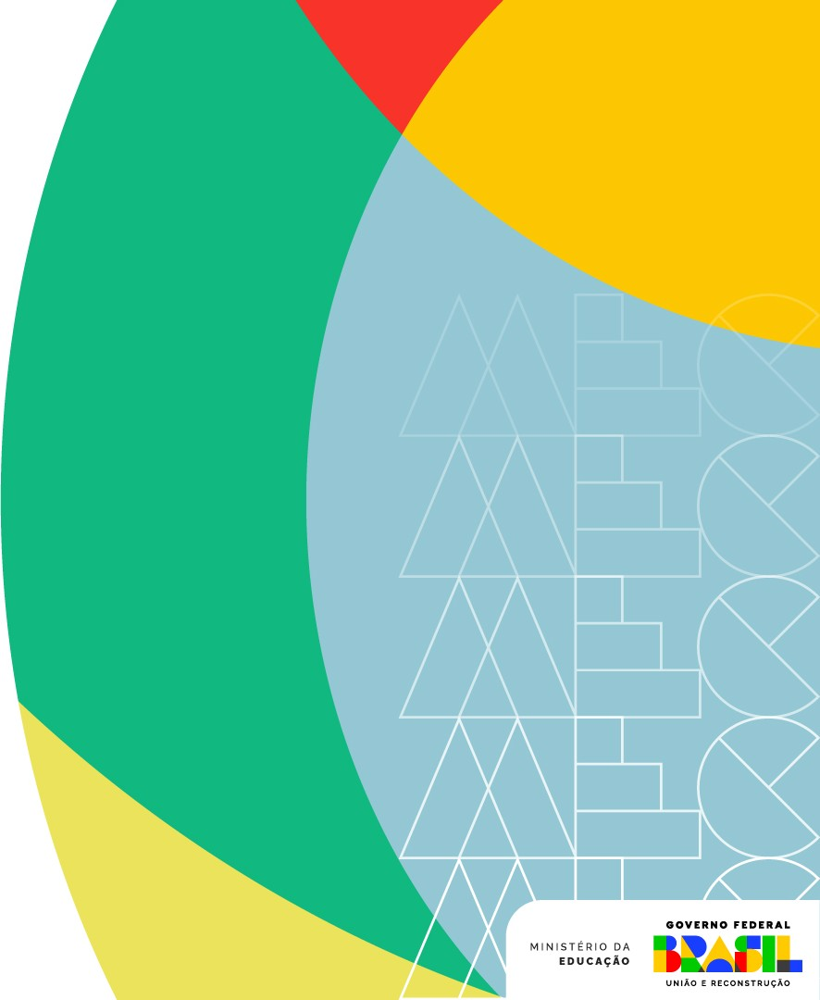 MINISTÉRIO DA
EDUCAÇÃO
GOVERNO FEDERAL
BRASIL
UNIÃO E RECONSTRUÇÃO